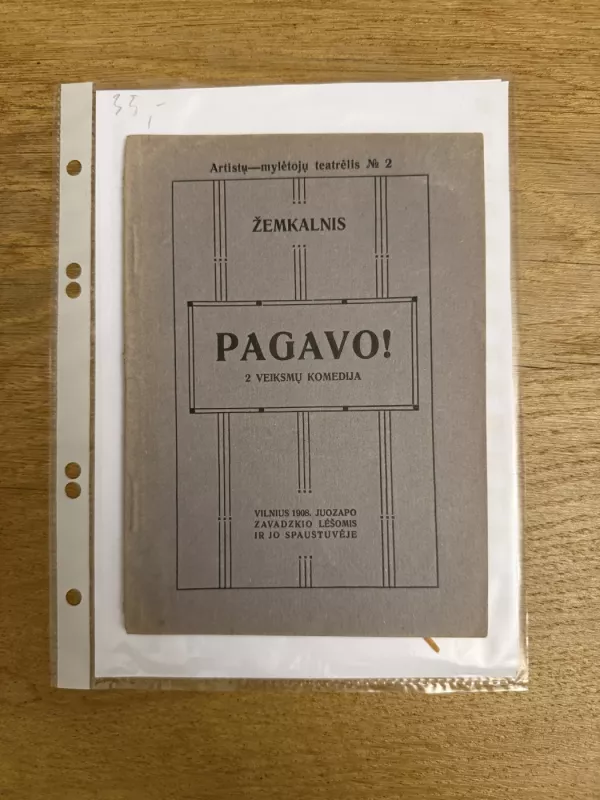 33,-
Artistų—mylėtojų teatrėlis № 2
ŽEMKALNIS
PAGAVO!
2 VEIKSMŲ KOMEDIJA
VILNIUS 1908. JUOZAPO
ZAVADZKIO LĖŠOMIS
IR JO SPAUSTUVĖJE